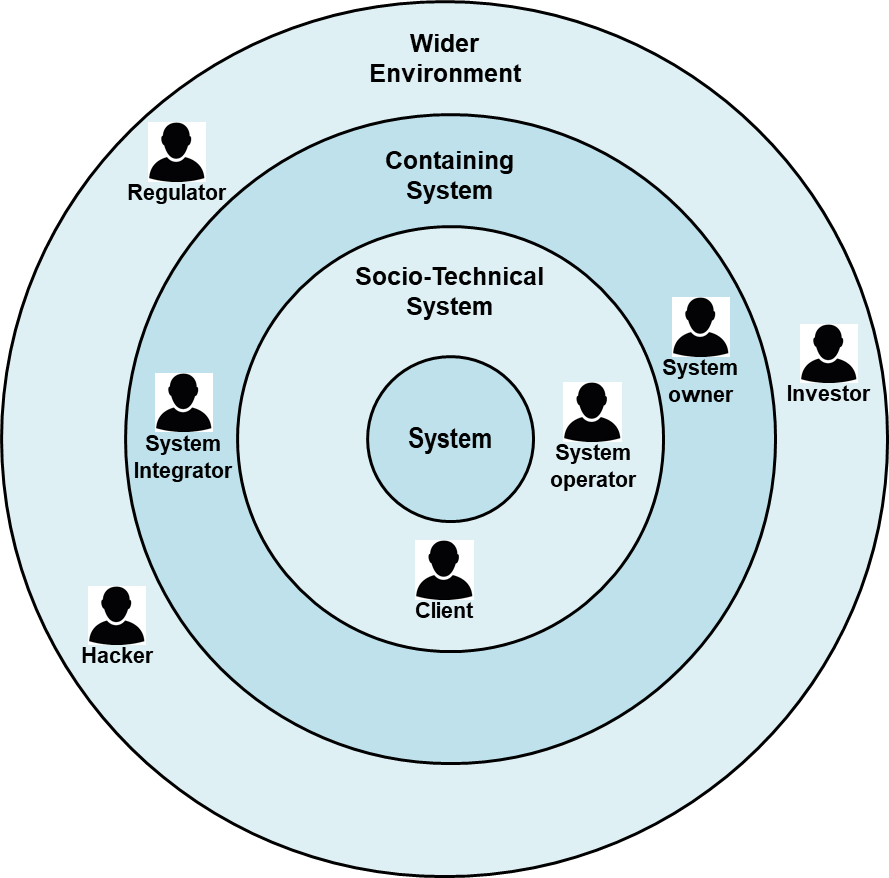 Wider
Environment
Regulator
Containing
System
Socio-Technical
System
System
owner
Investor
System
Integrator
System
System
operator
Client
Hacker